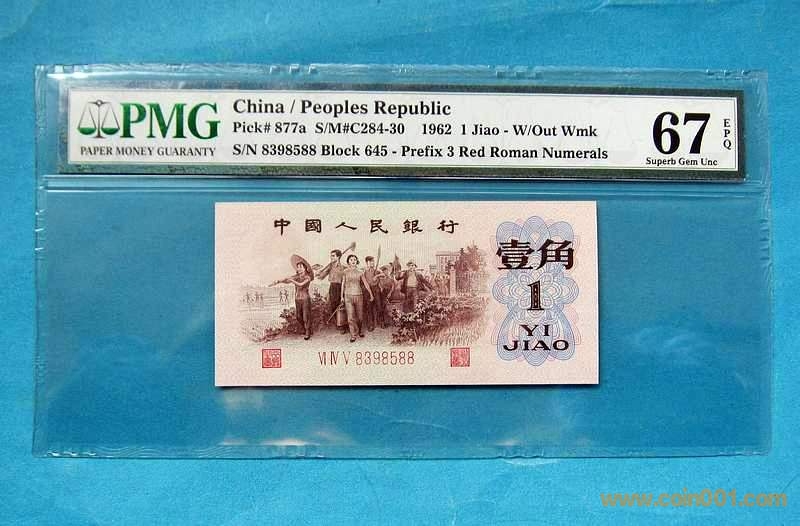 PMG
PAPER MONEY GUARANTY
China / Peoples Republic
Pick# 877a S/M#C284-30 1962 1 Jiao - W/Out Wmk
S/N 8398588 Block 645 - Prefix 3 Red Roman Numerals
67
EPQ
Superb Gem Unc
中國人民銀行
壹角
1
YI
JIAO
VI IV V 8398588
www.coin001.com